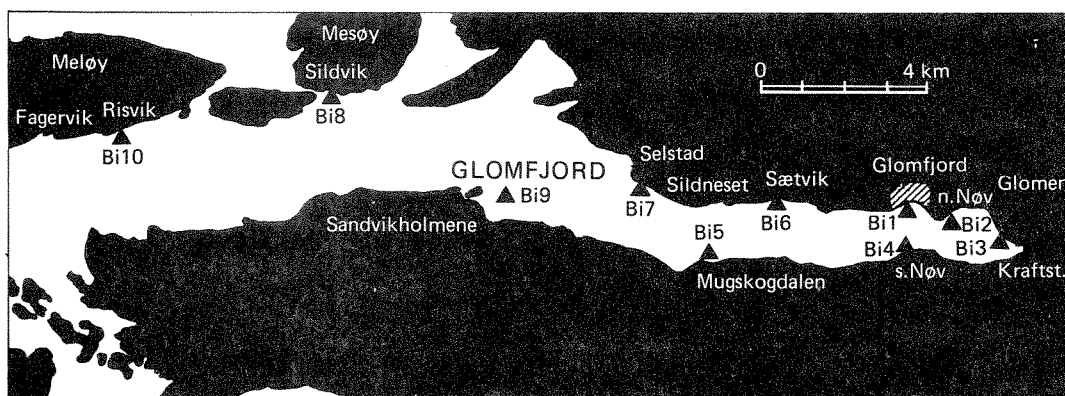 Mesøy
Meløy
Sildvik
0 4 km
Risvik
Fagervik
Bi8
Bi10
Selstad
Glomfjord
GLOMFJORD
Sildneset
Sætvik
n.Nøv
Glomen
Bi9
Bi7
Bi6
Bi1
Bi2
Sandvikholmene
Bi5
Bi4
Bi3
Mugskogdalen
s.Nøv
Kraftst.